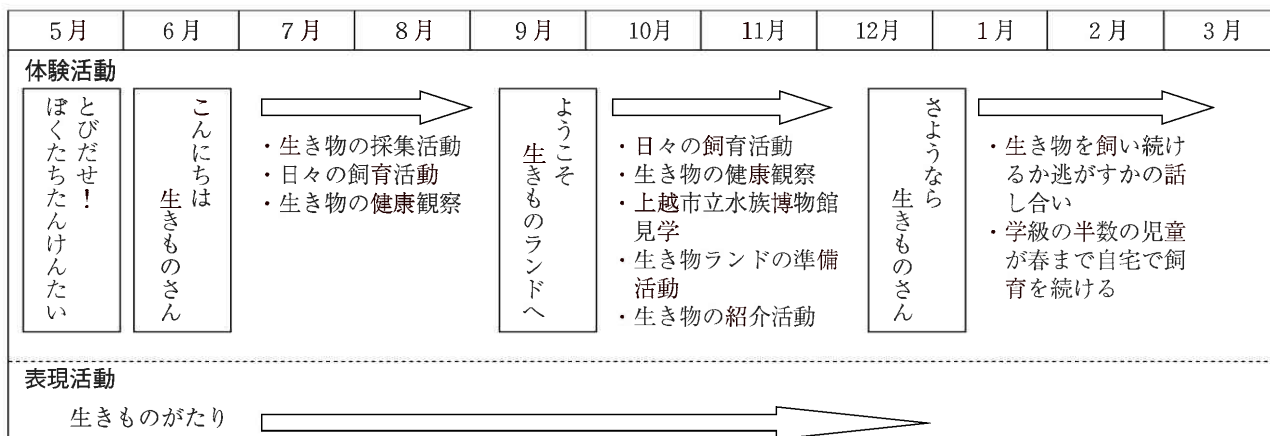 5月 6月 7月 8月 9月 10月 11月 12月 1月 2月 3月
体験活動
とびだせ!
ぼくたちたんけんたい
こんにちは
生きものさん
・生き物の採集活動
・日々の飼育活動
・生き物の健康観察
ようこそ
生きものランドへ
・日々の飼育活動
・生き物の健康観察
・上越市立水族博物館
見学
・生き物ランドの準備
活動
・生き物の紹介活動
さようなら
生きものさん
・生き物を飼い続け
るか逃がすかの話
し合い
・学級の半数の児童
が春まで自宅で飼
育を続ける
表現活動
生きものがたり